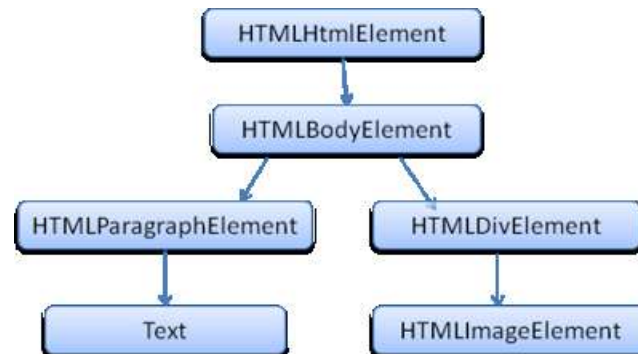 HTMLHtmlElement
HTMLBodyElement
HTMLParagraphElement
HTMLDivElement
Text
HTMLImageElement